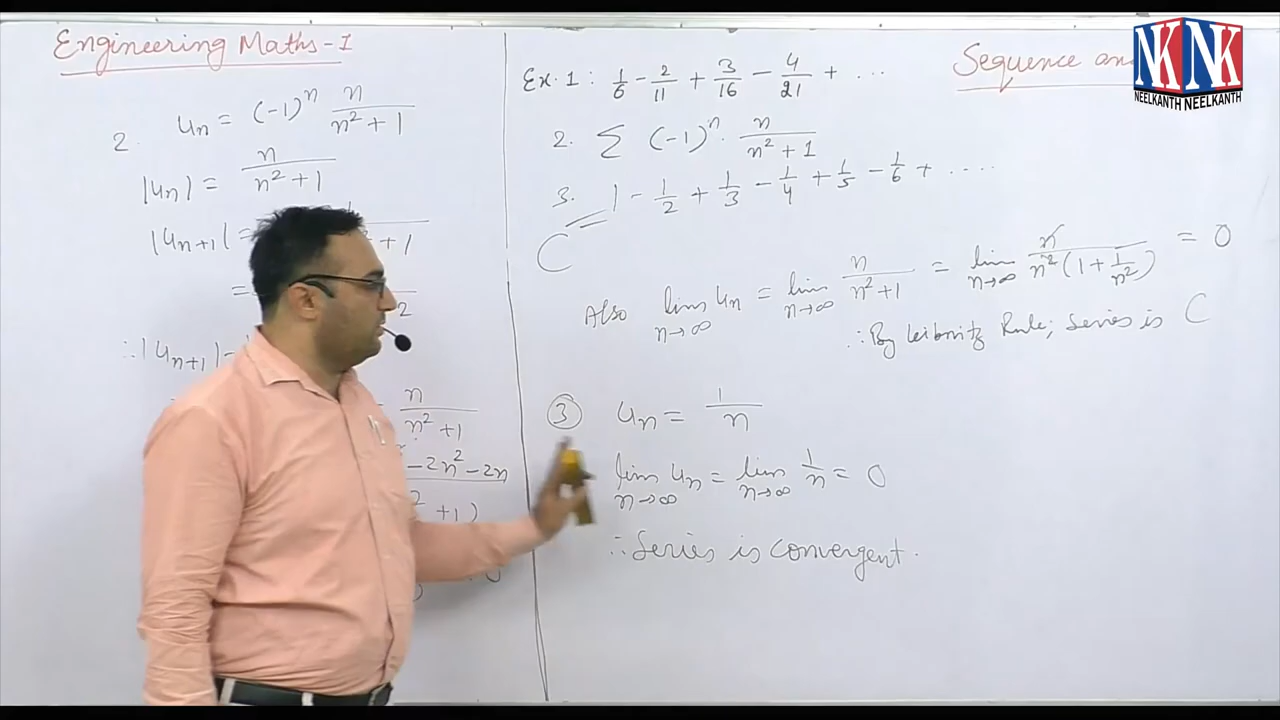 Engineering Maths-1
2. uₙ = (-1)ⁿ n/(n²+1)
|uₙ| = n/(n²+1)
|uₙ₊₁| =
∴|uₙ₊₁| -
n/(n²+1)
-2n²-2n
+1)
Sequence
Ex.1: 1/6 - 2/11 + 3/16 - 4/21 + ...
2. ∑ (-1)ⁿ. n/(n²+1)
3. 1 - 1/2 + 1/3 - 1/4 + 1/5 - 1/6 + ....
C
Also lim n→∞ uₙ = lim n→∞ n/(n²+1) = lim n→∞ n/(n²(1+1/n²)) = 0
∴By Leibnitz Rule; Series is C
③ uₙ = 1/n
lim n→∞ uₙ = lim n→∞ 1/n = 0
∴Series is convergent.
NKNK
NEELKANTH NEELKANTH